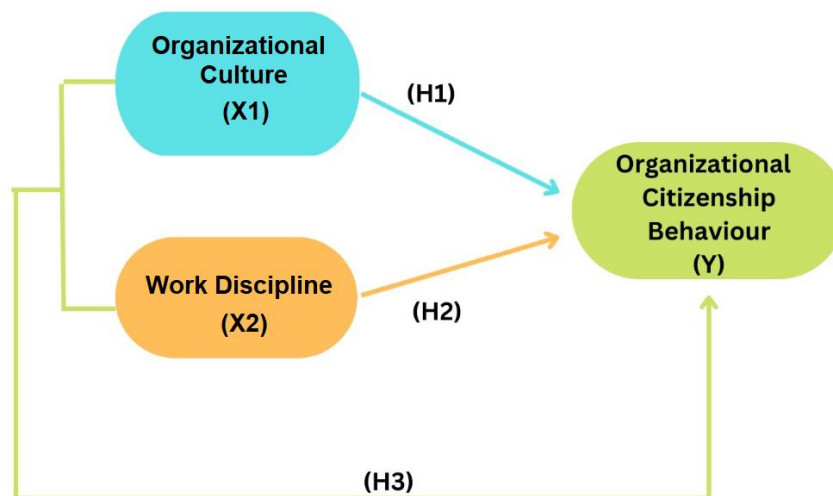 Organizational
Culture
(X1)
(H1)
Organizational
Citizenship
Behaviour
(Y)
Work Discipline
(X2)
(H2)
(H3)